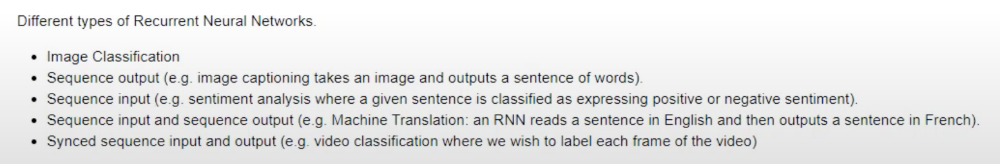 Different types of Recurrent Neural Networks.
• Image Classification
• Sequence output (e.g. image captioning takes an image and outputs a sentence of words).
• Sequence input (e.g. sentiment analysis where a given sentence is classified as expressing positive or negative sentiment).
• Sequence input and sequence output (e.g. Machine Translation: an RNN reads a sentence in English and then outputs a sentence in French).
• Synced sequence input and output (e.g. video classification where we wish to label each frame of the video)